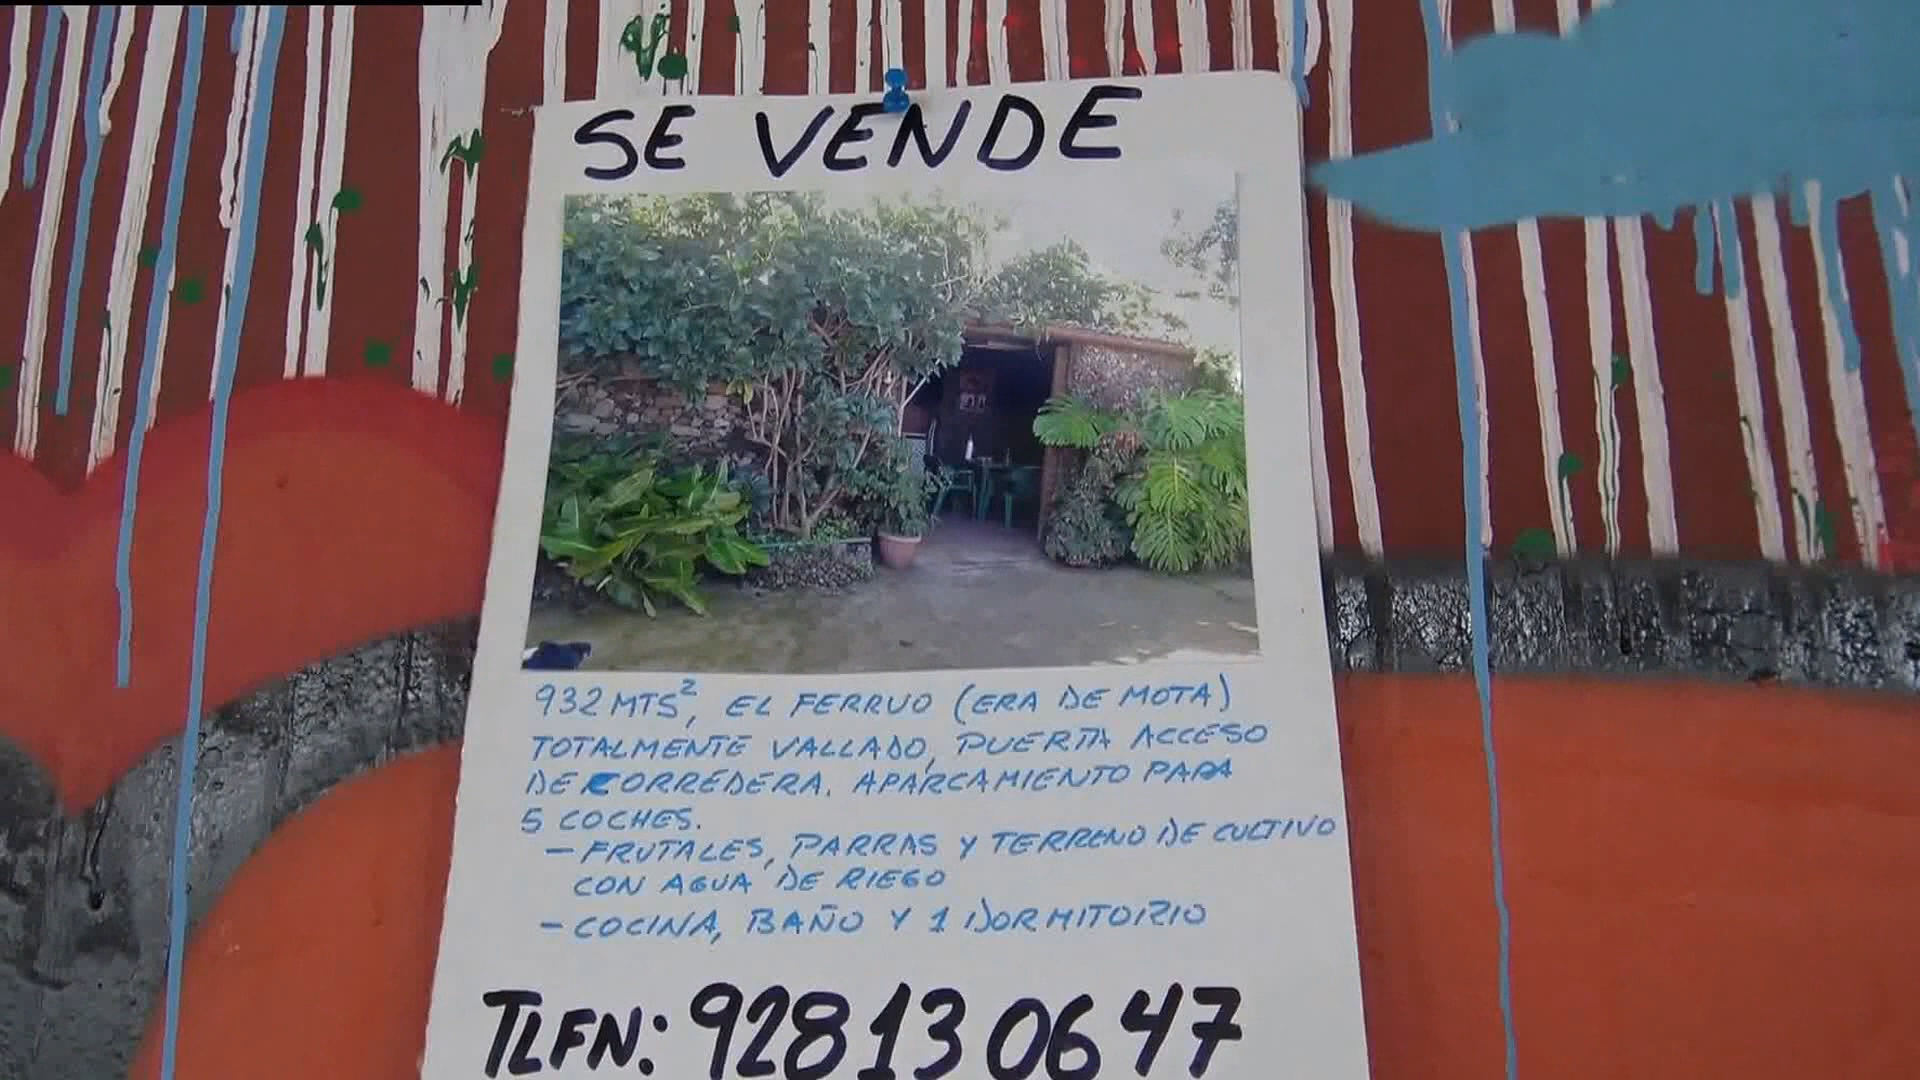 SE VENDE
932 MTS², EL FERRUO (ERA DE MOTA)
TOTALMENTE VALLADO, PUERTA ACCESO
DE CORREDERA. APARCAMIENTO PARA
5 COCHES.
- FRUTALES, PARRAS Y TERRENO DE CULTIVO
CON AGUA DE RIEGO
- COCINA, BAÑO Y 1 DORMITORIO
TLFN: 928 13 06 47